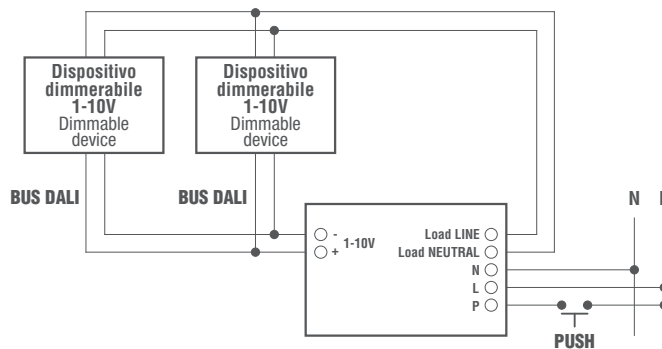 Dispositivo
dimmerabile
1-10V
Dimmable
device
Dispositivo
dimmerabile
1-10V
Dimmable
device
BUS DALI
BUS DALI
N
-
+
1-10V
Load LINE
Load NEUTRAL
N
L
P
PUSH